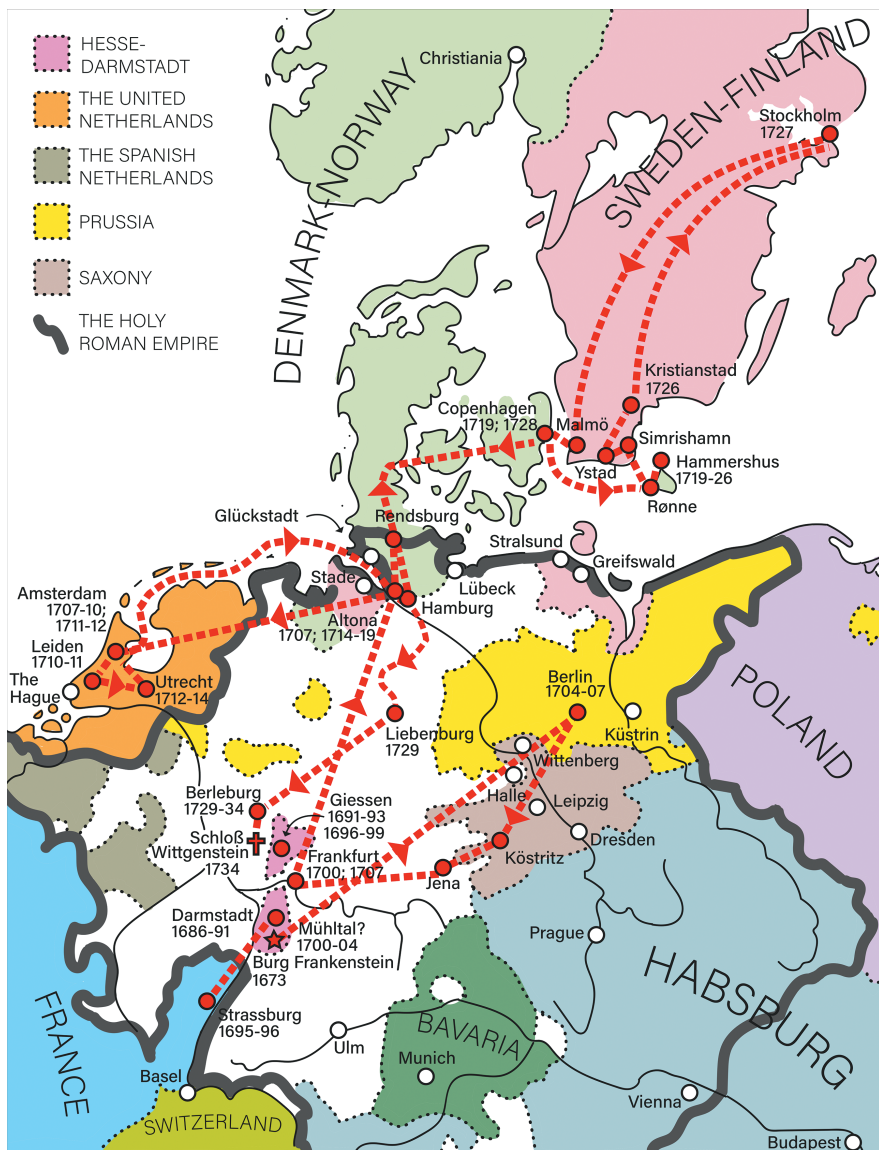 HESSE-
DARMSTADT
THE UNITED
NETHERLANDS
THE SPANISH
NETHERLANDS
PRUSSIA
SAXONY
THE HOLY
ROMAN EMPIRE
DENMARK-NORWAY
SWEDEN-FINLAND
Christiania
Stockholm
1727
Kristianstad
1726
Copenhagen
1719; 1728
Malmö
Simrishamn
Ystad
Hammershus
1719-26
Rønne
Glückstadt
Rendsburg
Stralsund
Greifswald
Stade
Lübeck
Hamburg
Altona
1707; 1714-19
Amsterdam
1707-10;
1711-12
Leiden
1710-11
The
Hague
Utrecht
1712-14
Berlin
1704-07
Küstrin
POLAND
Liebenburg
1729
Wittenberg
Halle
Leipzig
Dresden
Köstritz
Jena
Berleburg
1729-34
Giessen
1691-93
1696-99
Schloß
Wittgenstein
1734
Frankfurt
1700; 1707
Darmstadt
1686-91
Mühltal?
1700-04
Burg Frankenstein
1673
Strassburg
1695-96
Prague
HABSBURG
FRANCE
BAVARIA
Ulm
Munich
Basel
SWITZERLAND
Vienna
Budapest